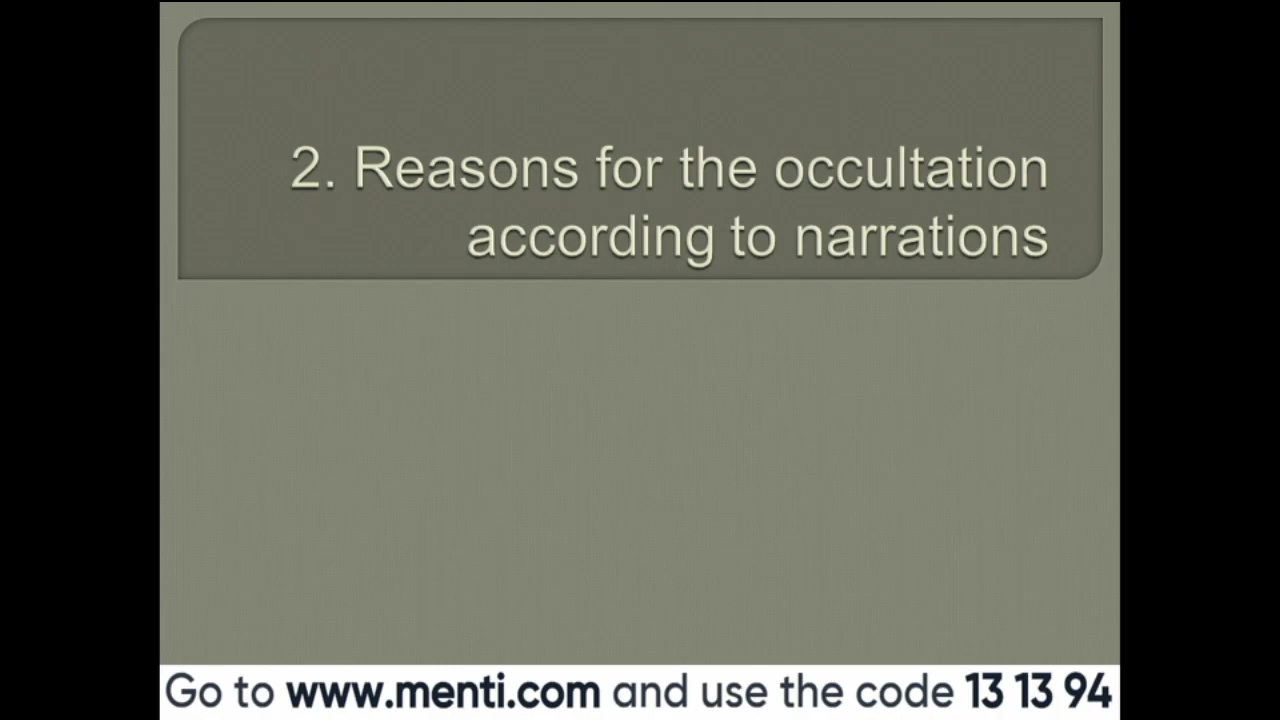 2. Reasons for the occultation
according to narrations
Go to www.menti.com and use the code 13 13 94